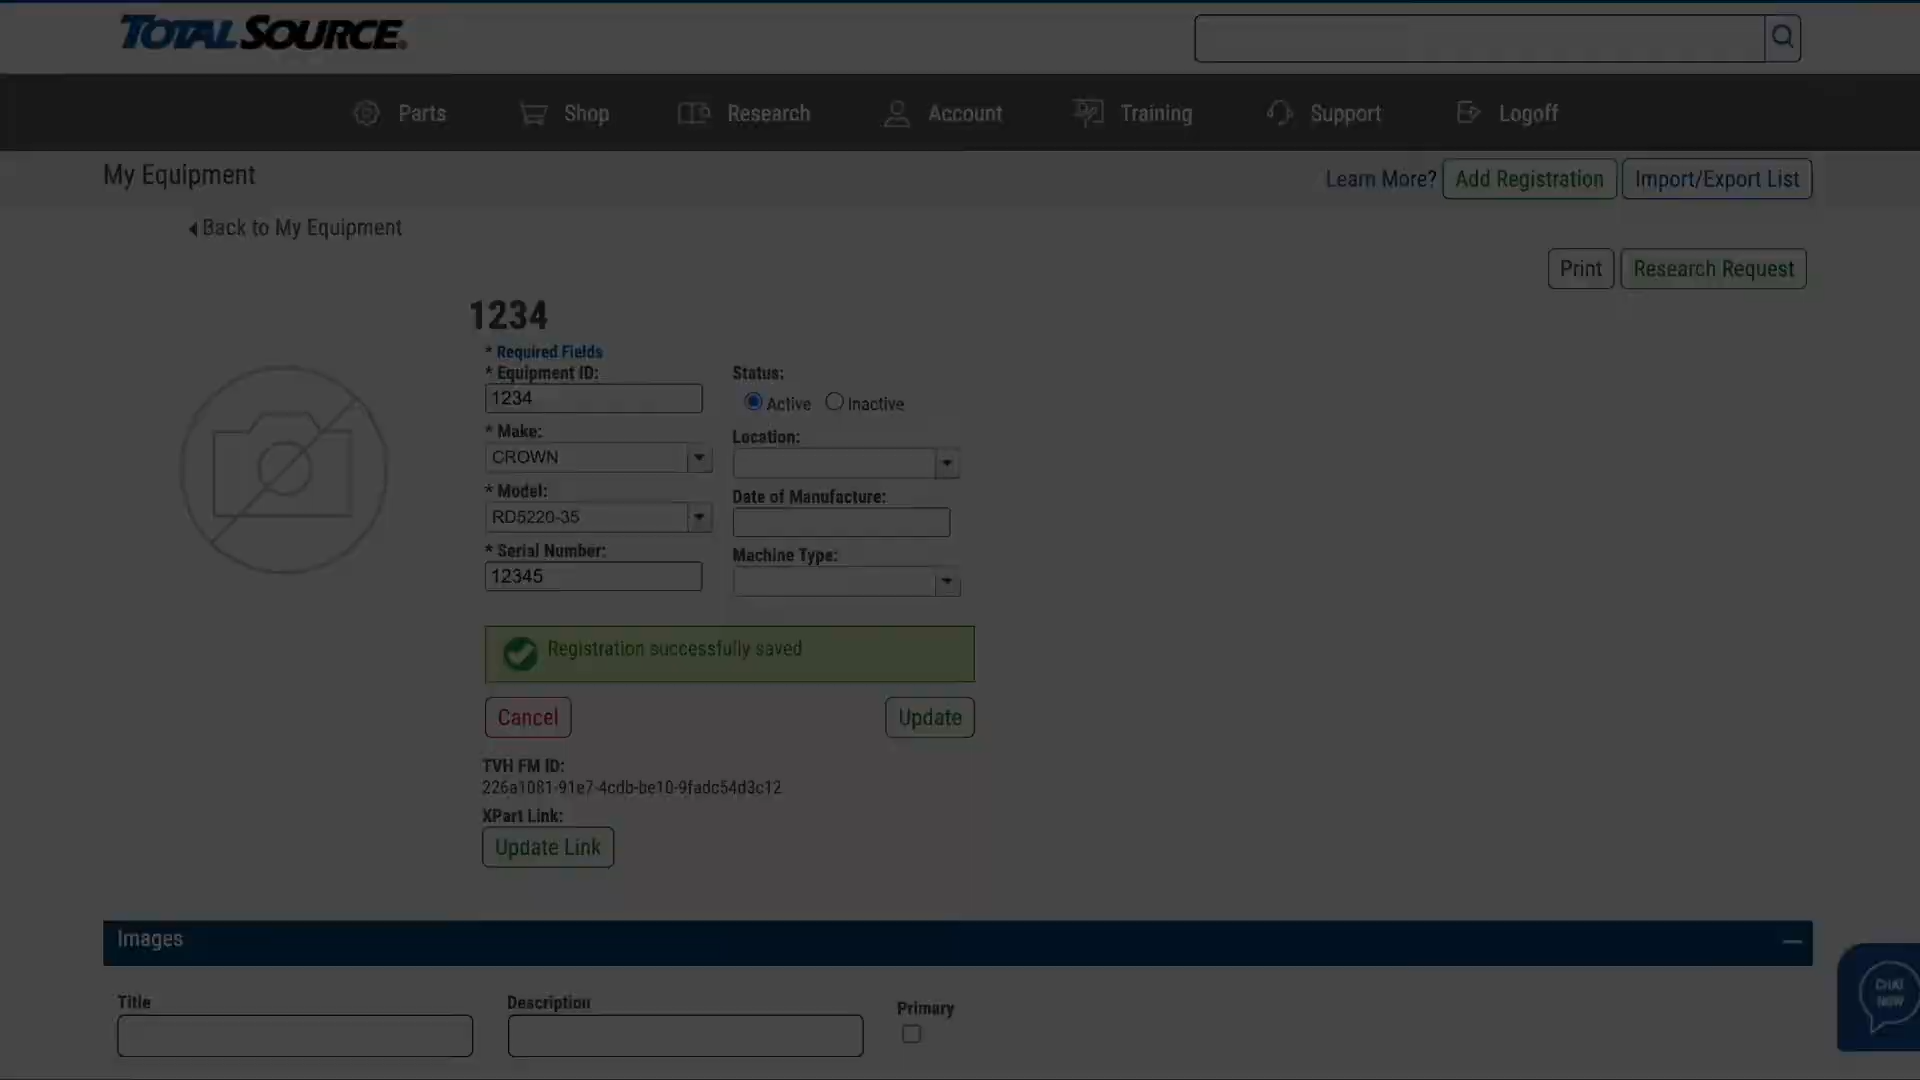 TOTALSOURCE®
Parts Shop Research Account Training Support Logoff
My Equipment
Learn More? Add Registration Import/Export List
Back to My Equipment
Print Research Request
1234
* Required Fields
* Equipment ID: Status:
1234 Active Inactive
* Make: Location:
CROWN
* Model: Date of Manufacture:
RD5220-35
* Serial Number: Machine Type:
12345
Registration successfully saved
Cancel Update
TVH FM ID:
226a1081-91e7-4cdb-be10-9fadc54d3c12
XPart Link:
Update Link
Images
Title Description Primary
CHAT
NOW